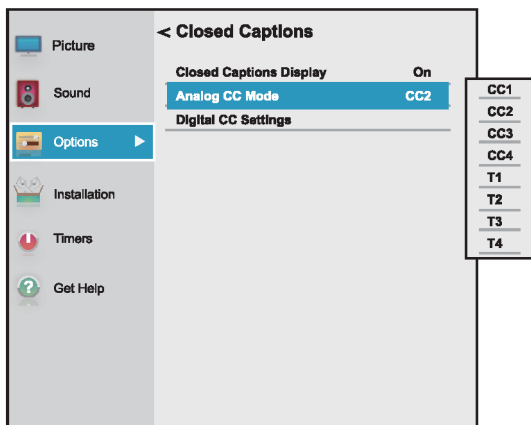 Picture
Sound
Options
Installation
Timers
Get Help
< Closed Captions
Closed Captions Display On
Analog CC Mode CC2
Digital CC Settings
CC1
CC2
CC3
CC4
T1
T2
T3
T4